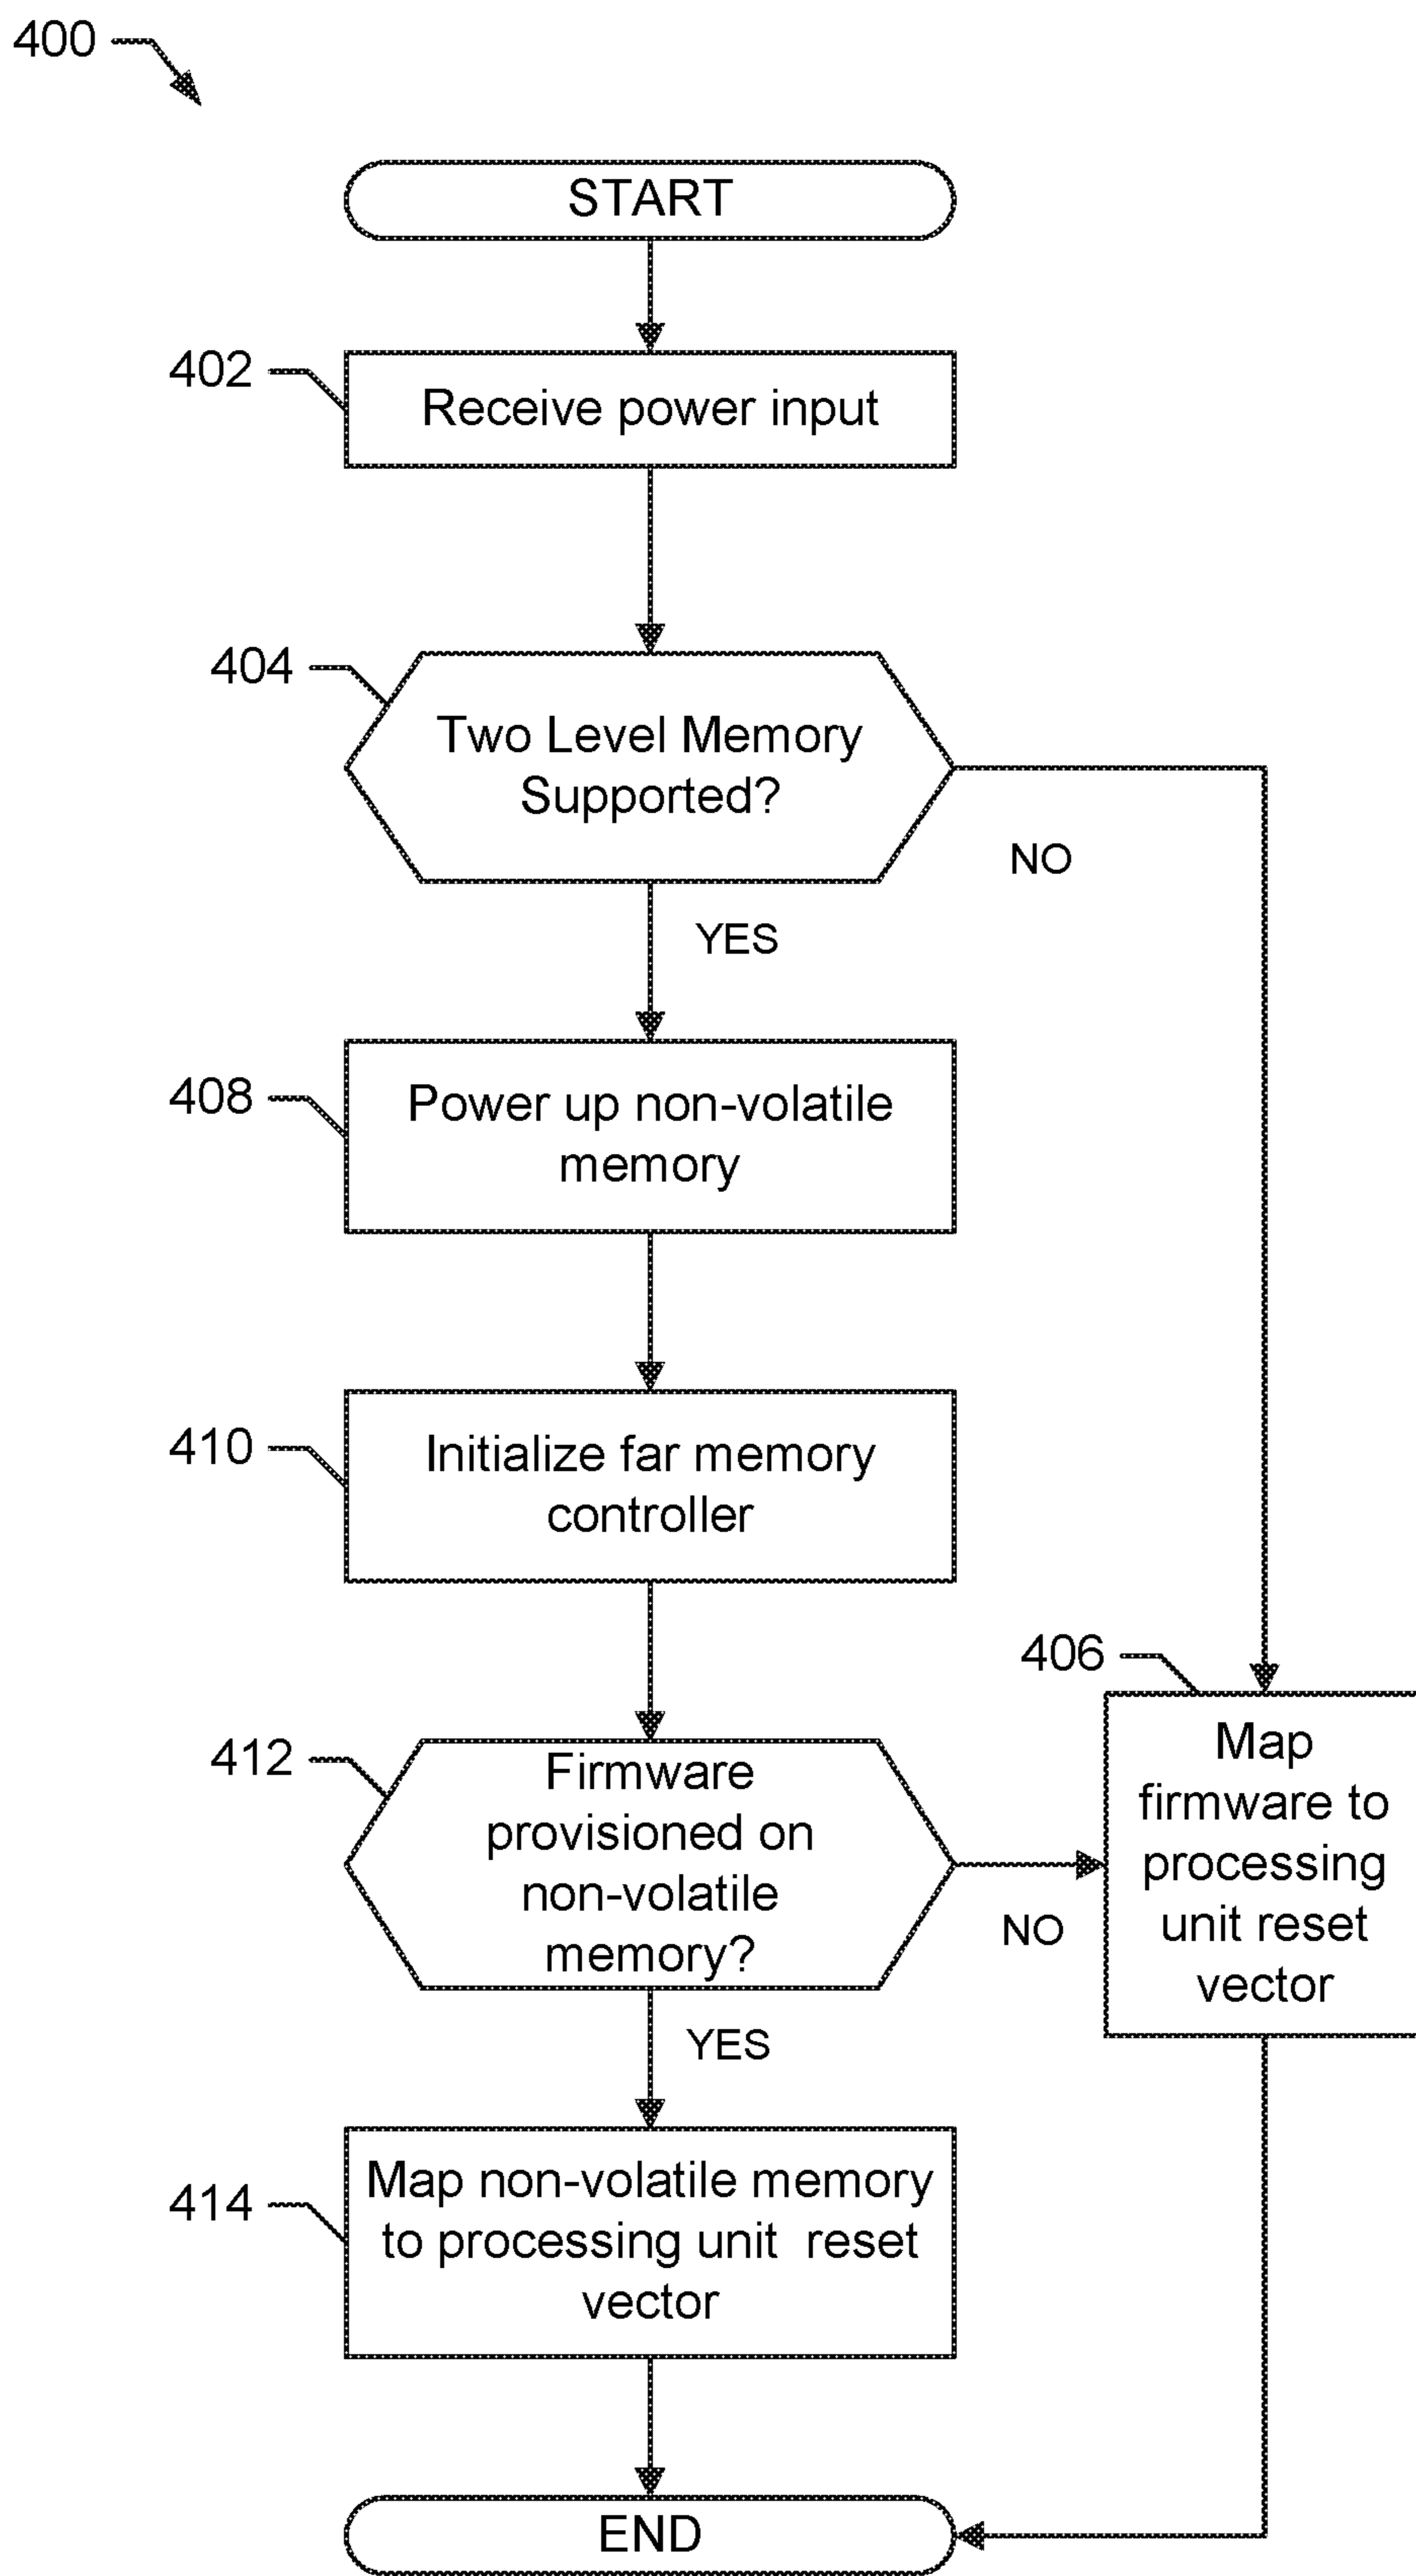 400
START
402
Receive power input
404
Two Level Memory
Supported?
NO
YES
408
Power up non-volatile
memory
410
Initialize far memory
controller
406
Map
firmware to
processing
unit reset
vector
412
Firmware
provisioned on
non-volatile
memory?
NO
YES
414
Map non-volatile memory
to processing unit reset
vector
END